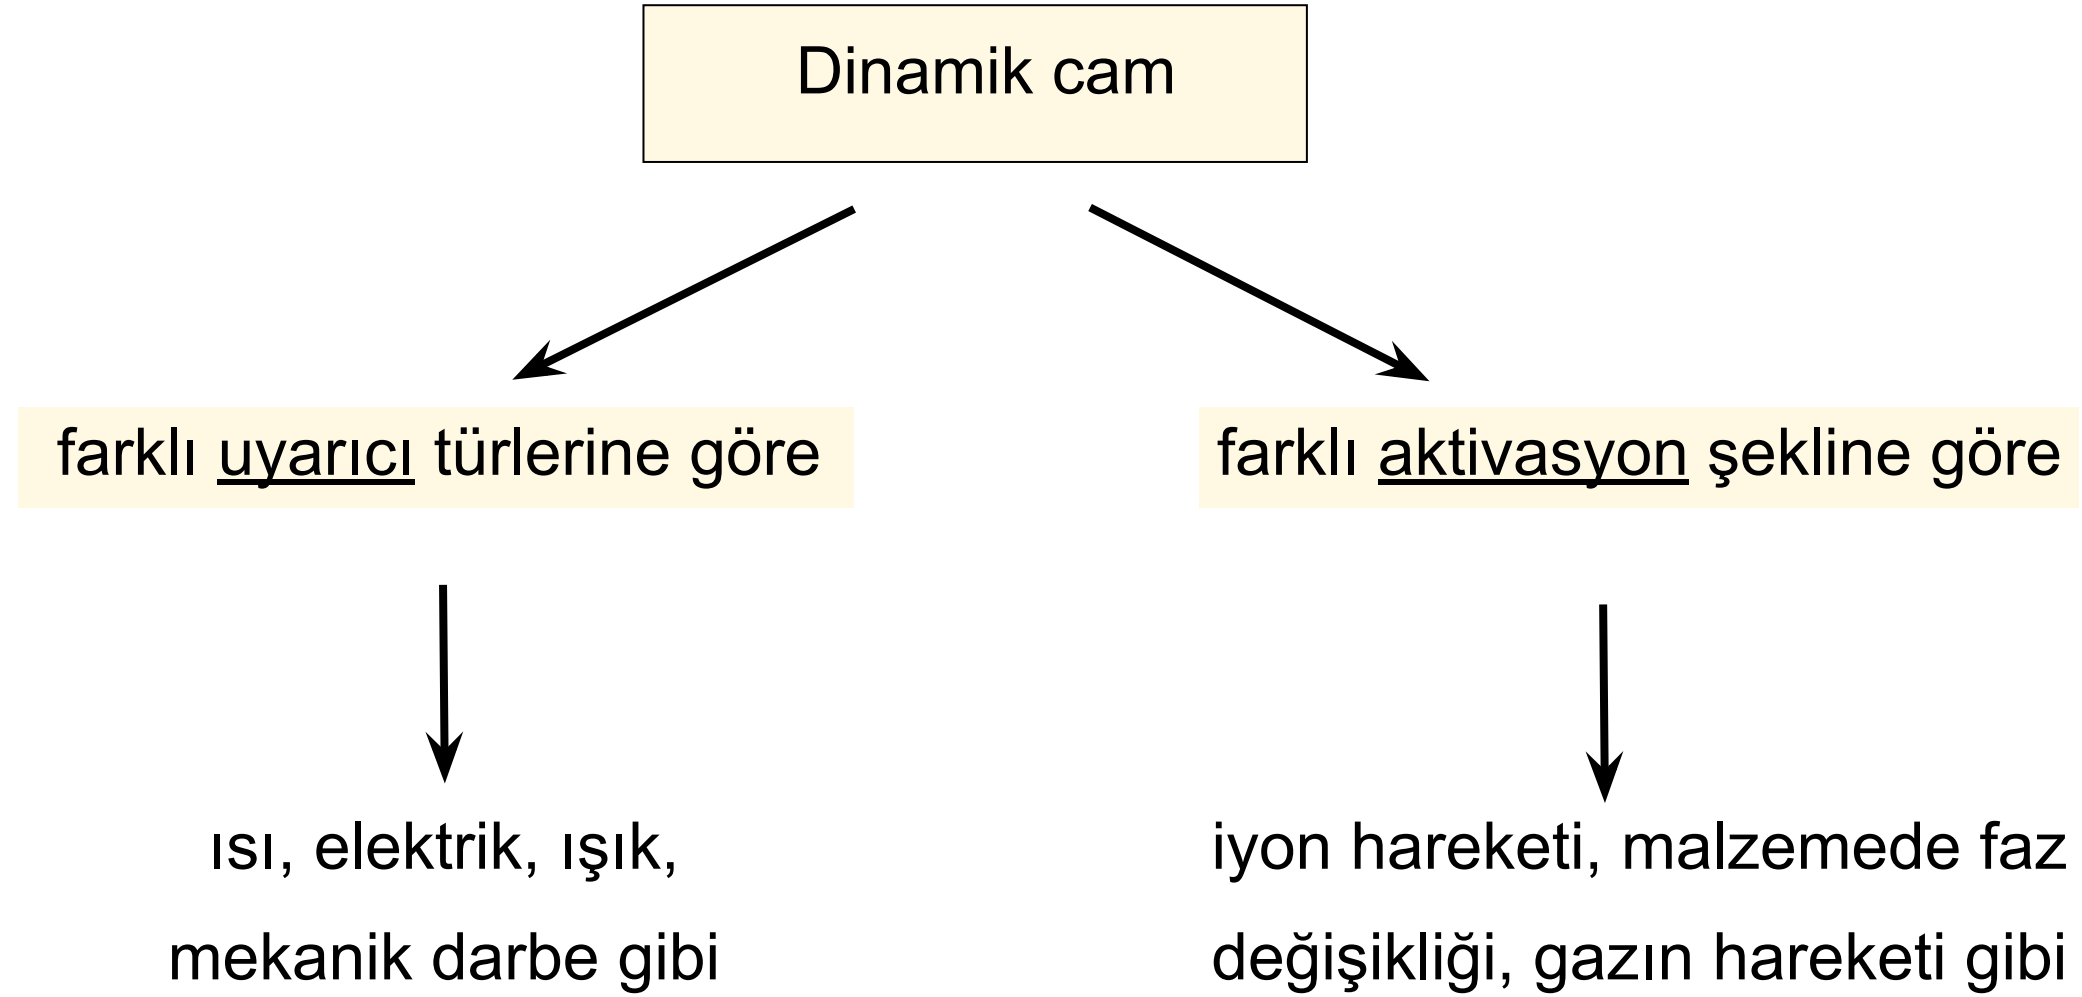 Dinamik cam
farklı uyarıcı türlerine göre
farklı aktivasyon şekline göre
ısı, elektrik, ışık,
mekanik darbe gibi
iyon hareketi, malzemede faz
değişikliği, gazın hareketi gibi